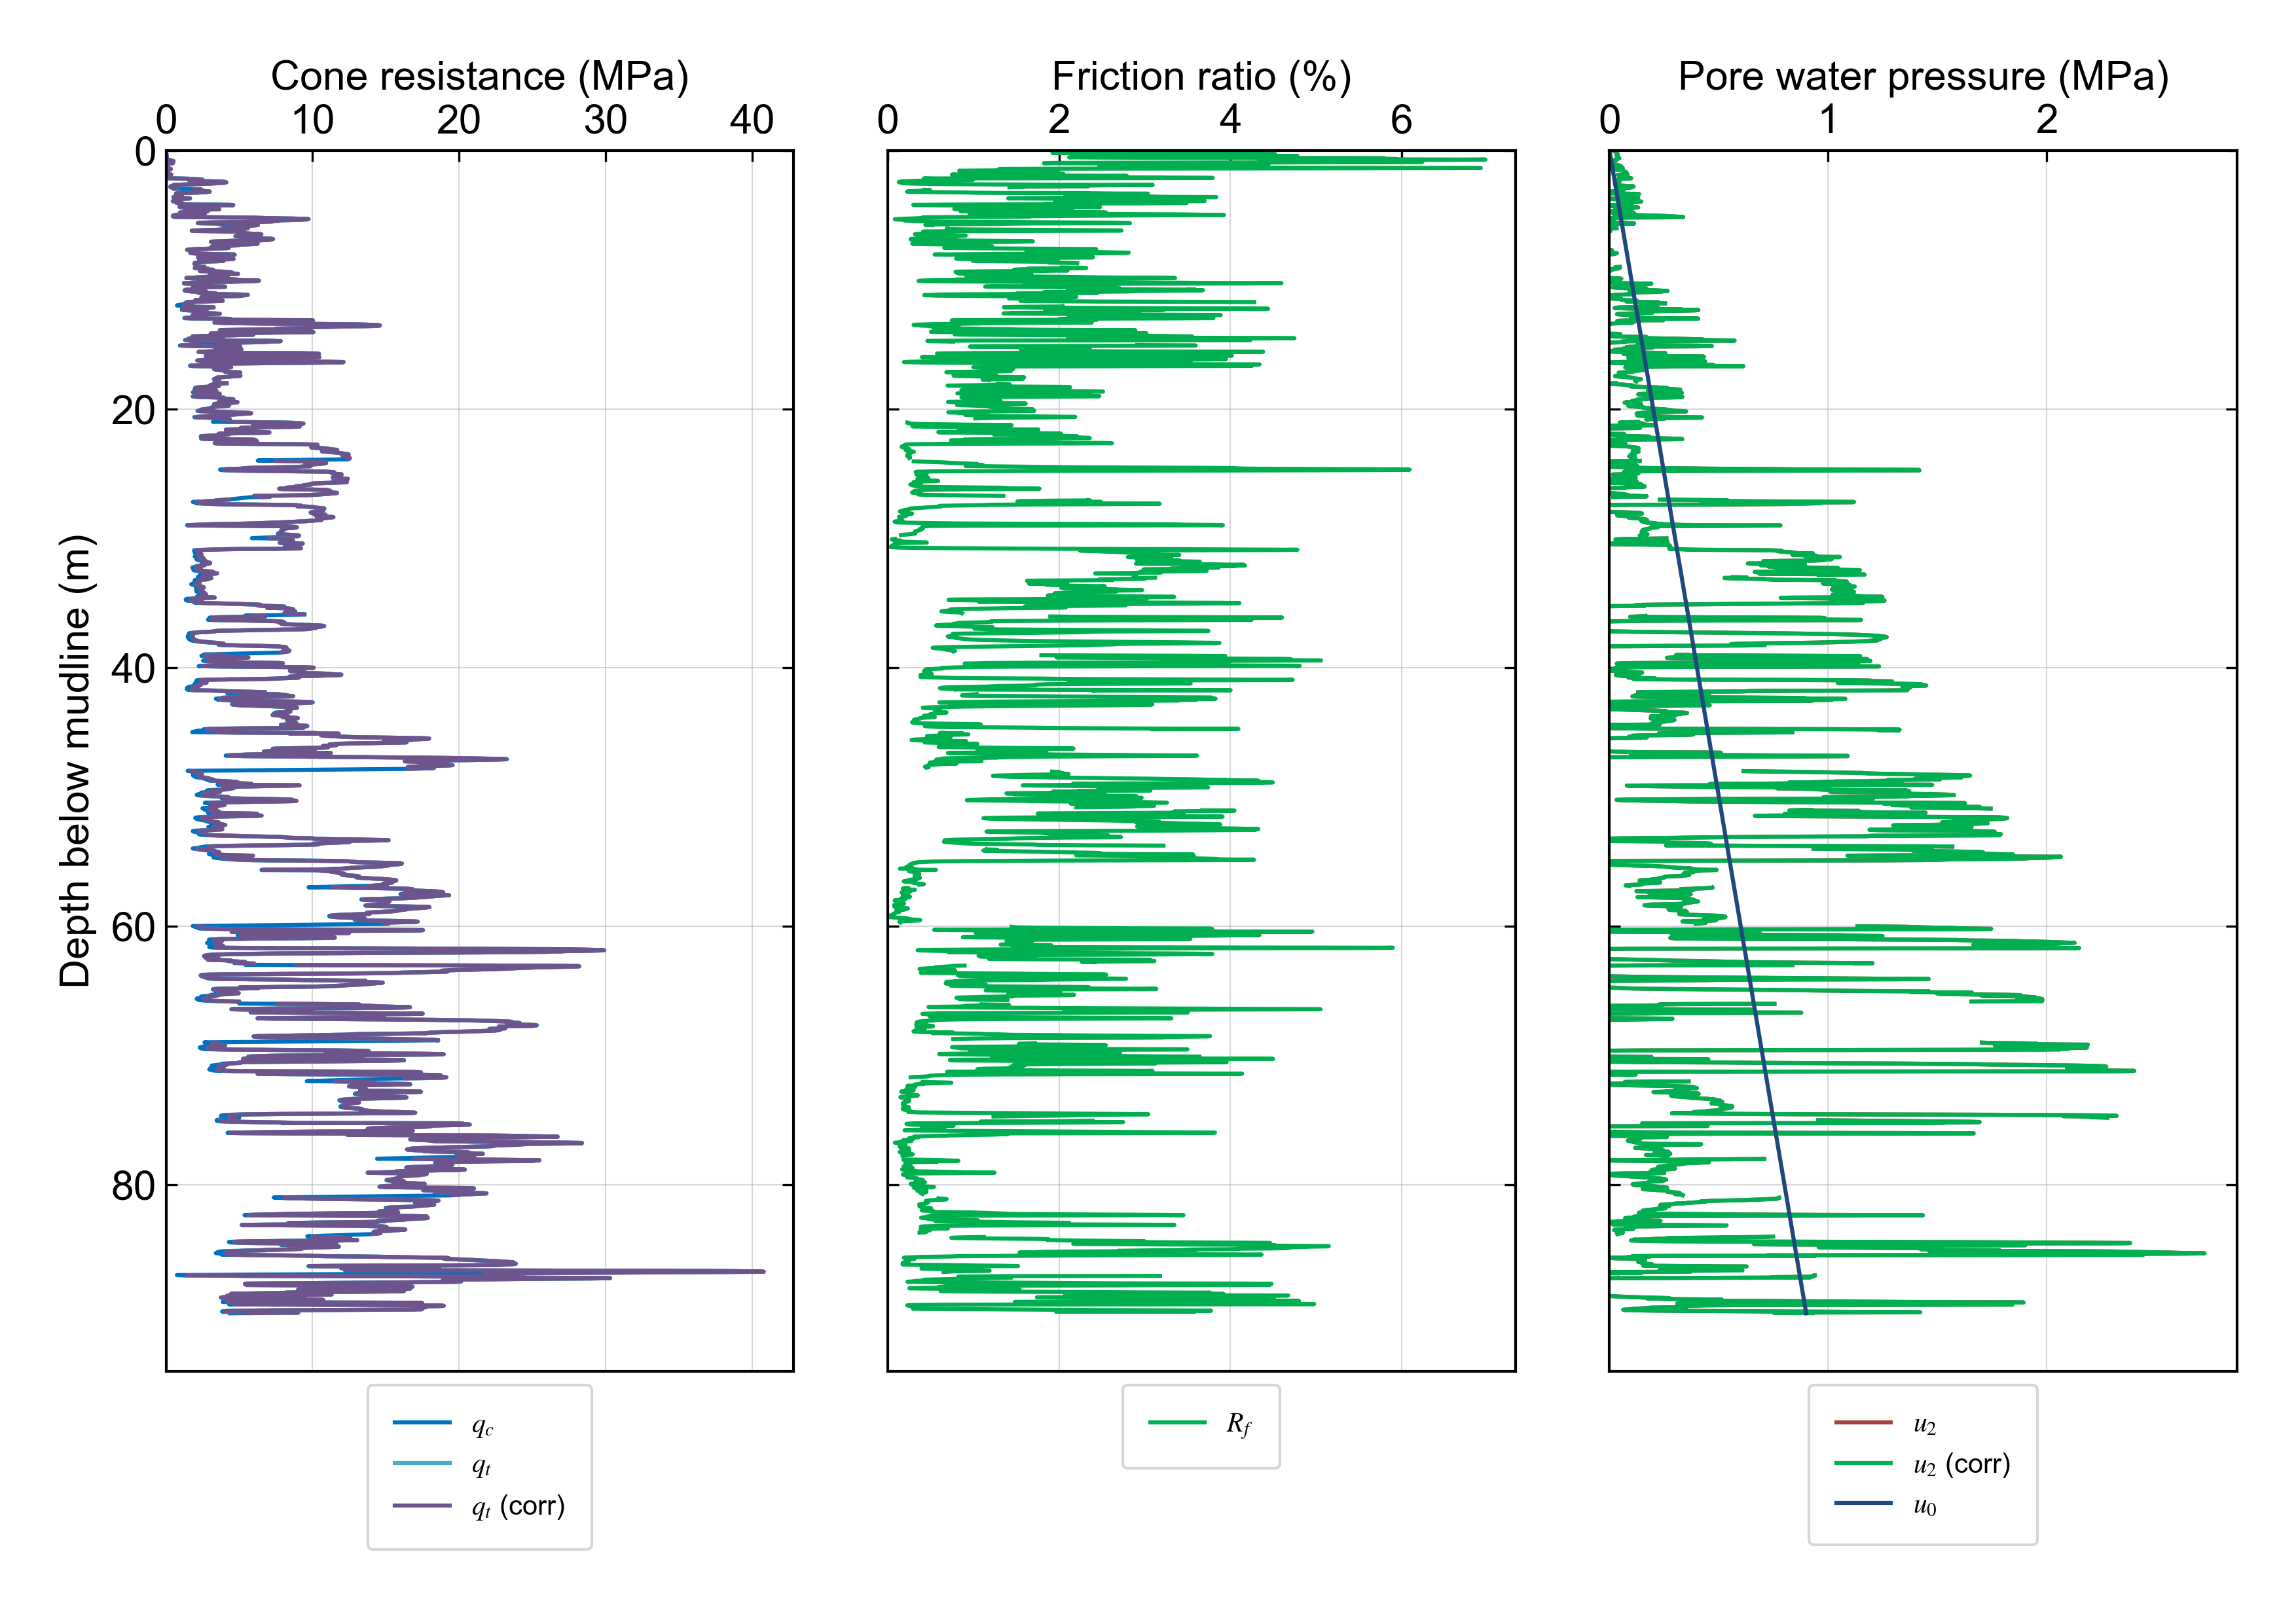 Cone resistance (MPa) Friction ratio (%) Pore water pressure (MPa)
0 10 20 30 40 0 2 4 6 0 1 2
0
20
40
60
80
Depth below mudline (m)
q_c R_f u_2
q_t u_2 (corr)
q_t (corr) u_0